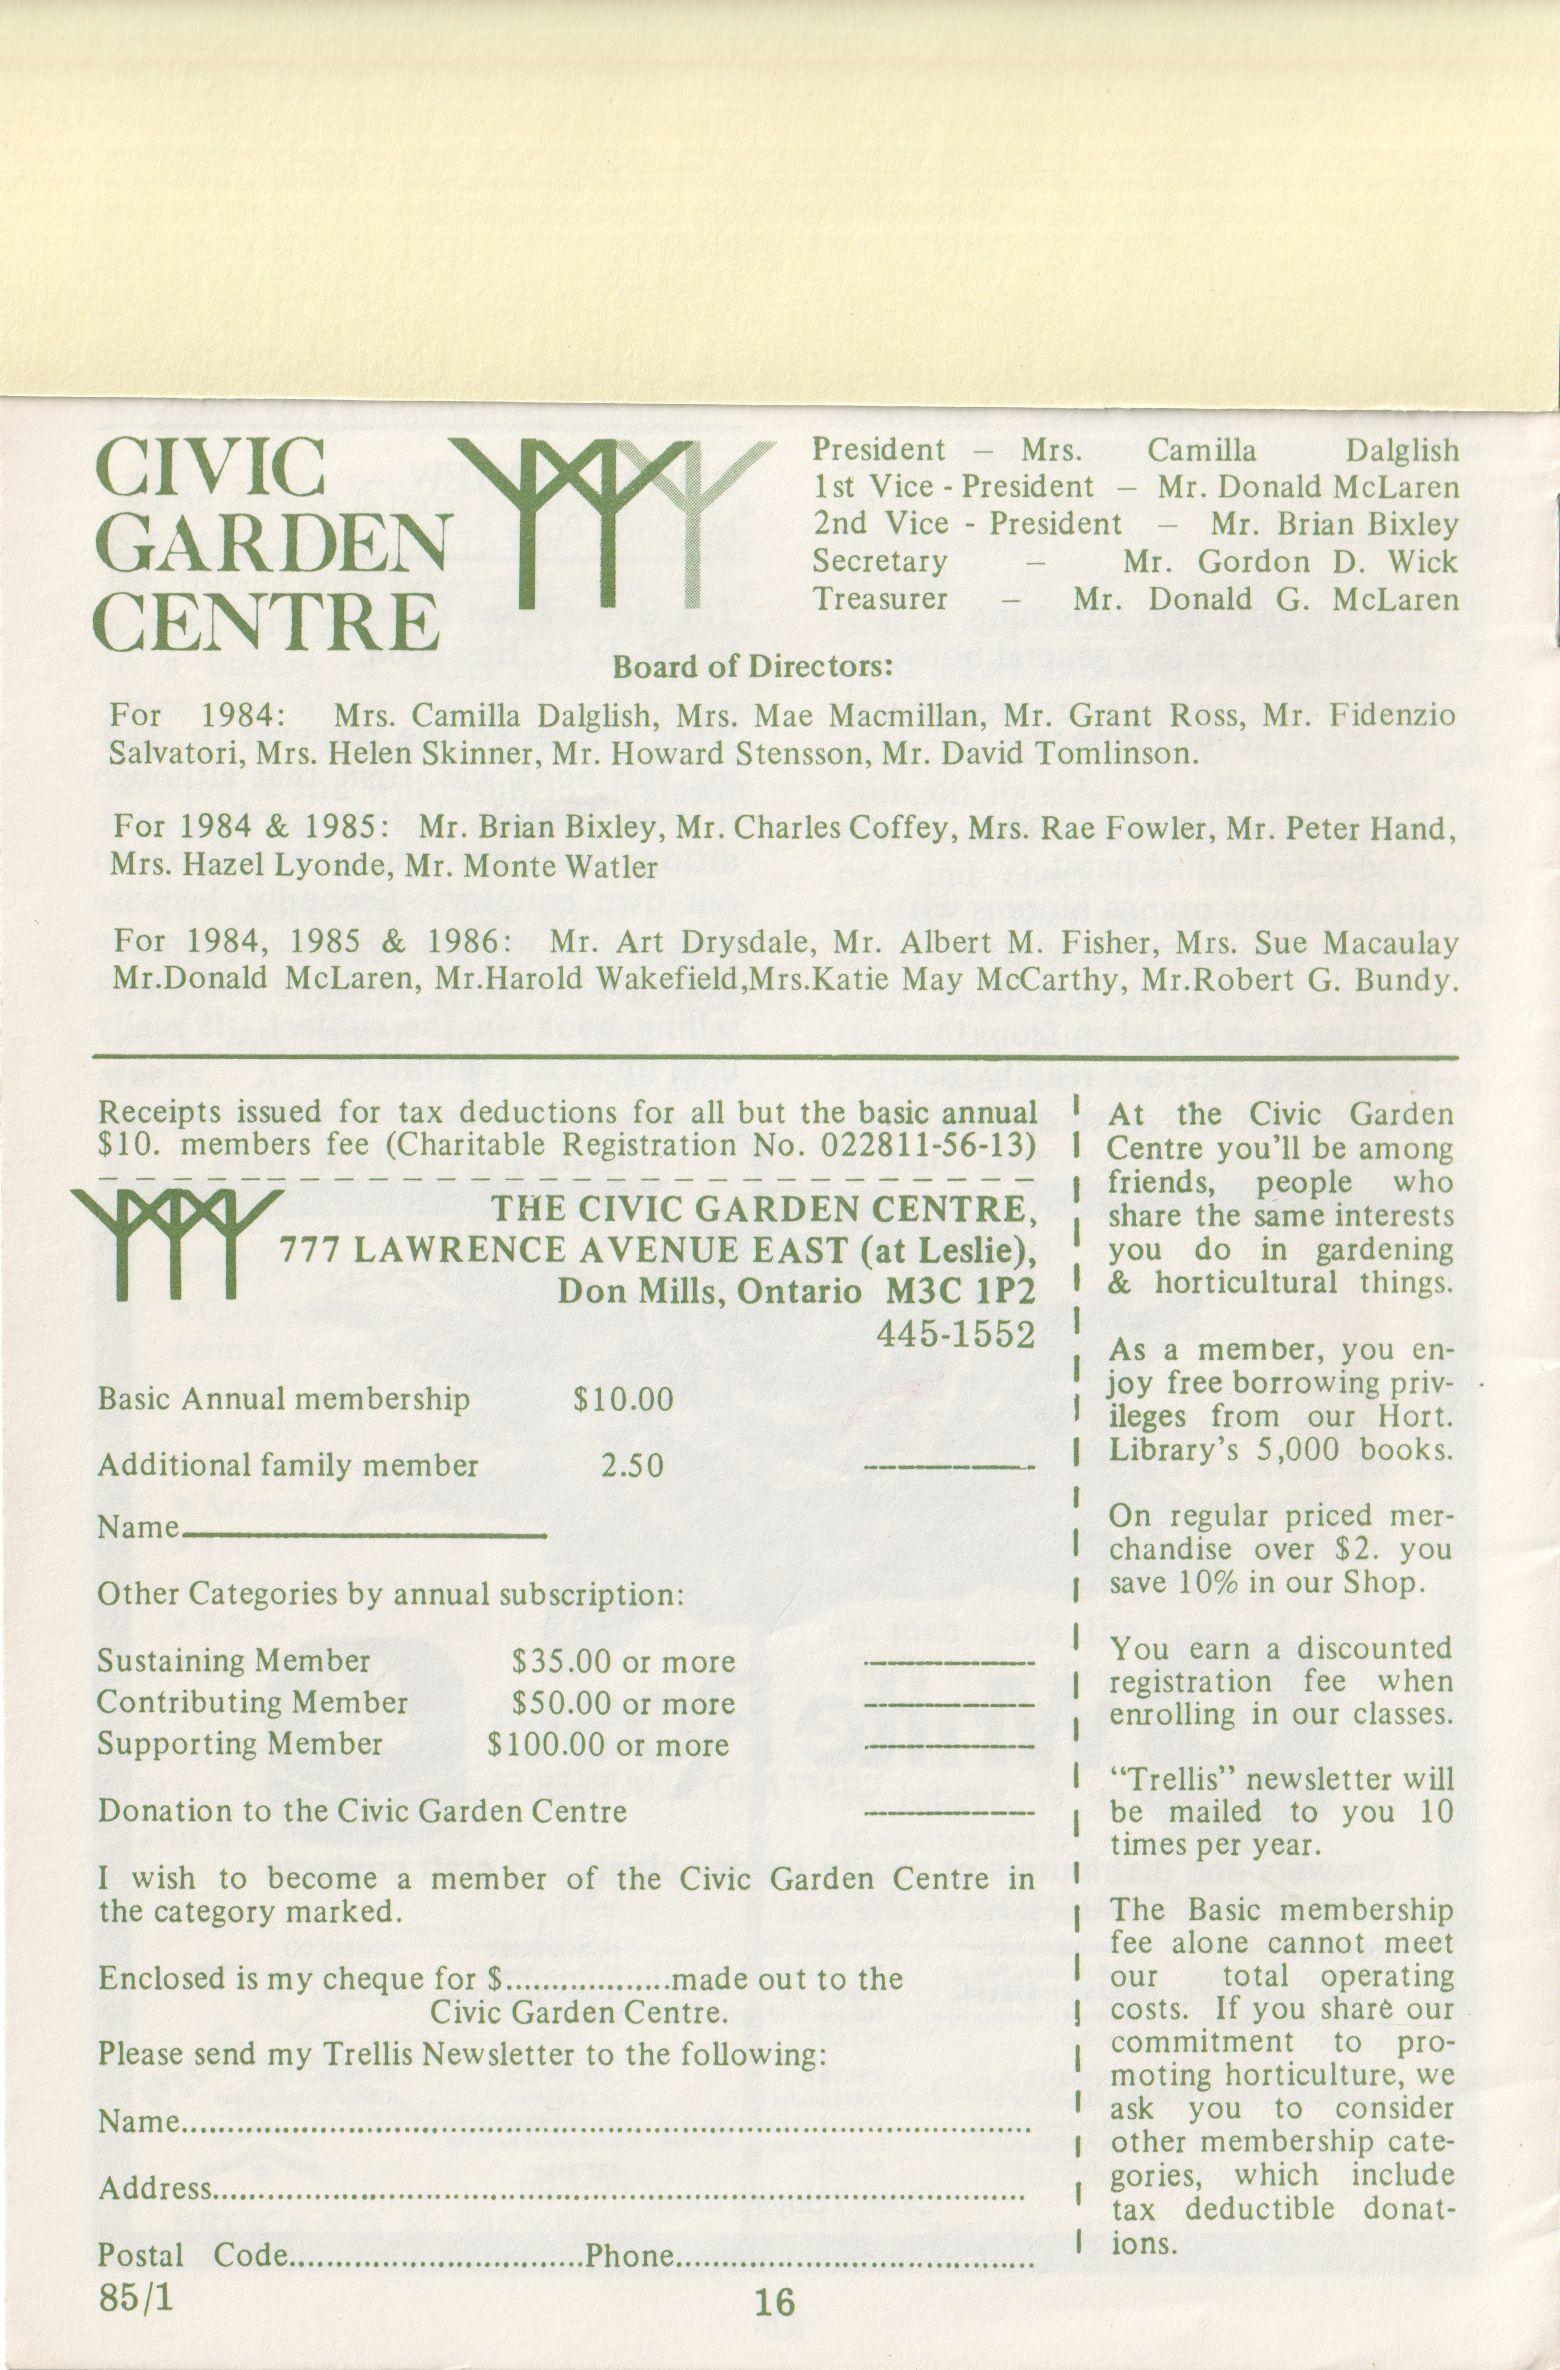 CIVIC
GARDEN
CENTRE
President – Mrs. Camilla Dalglish
1st Vice - President – Mr. Donald McLaren
2nd Vice - President – Mr. Brian Bixley
Secretary – Mr. Gordon D. Wick
Treasurer – Mr. Donald G. McLaren
Board of Directors:
For 1984: Mrs. Camilla Dalglish, Mrs. Mae Macmillan, Mr. Grant Ross, Mr. Fidenzio
Salvatori, Mrs. Helen Skinner, Mr. Howard Stensson, Mr. David Tomlinson.
For 1984 & 1985: Mr. Brian Bixley, Mr. Charles Coffey, Mrs. Rae Fowler, Mr. Peter Hand,
Mrs. Hazel Lyonde, Mr. Monte Watler
For 1984, 1985 & 1986: Mr. Art Drysdale, Mr. Albert M. Fisher, Mrs. Sue Macaulay
Mr.Donald McLaren, Mr.Harold Wakefield,Mrs.Katie May McCarthy, Mr.Robert G. Bundy.
Receipts issued for tax deductions for all but the basic annual
$10. members fee (Charitable Registration No. 022811-56-13)
THE CIVIC GARDEN CENTRE,
777 LAWRENCE AVENUE EAST (at Leslie),
Don Mills, Ontario M3C 1P2
445-1552
Basic Annual membership $10.00
Additional family member 2.50
Name
Other Categories by annual subscription:
Sustaining Member $35.00 or more
Contributing Member $50.00 or more
Supporting Member $100.00 or more
Donation to the Civic Garden Centre
I wish to become a member of the Civic Garden Centre in
the category marked.
Enclosed is my cheque for $..................made out to the
Civic Garden Centre.
Please send my Trellis Newsletter to the following:
Name
Address
Postal Code................................Phone
At the Civic Garden
Centre you'll be among
friends, people who
share the same interests
you do in gardening
& horticultural things.
As a member, you en-
joy free borrowing priv-
ileges from our Hort.
Library's 5,000 books.
On regular priced mer-
chandise over $2. you
save 10% in our Shop.
You earn a discounted
registration fee when
enrolling in our classes.
"Trellis" newsletter will
be mailed to you 10
times per year.
The Basic membership
fee alone cannot meet
our total operating
costs. If you share our
commitment to pro-
moting horticulture, we
ask you to consider
other membership cate-
gories, which include
tax deductible donat-
ions.
85/1
16